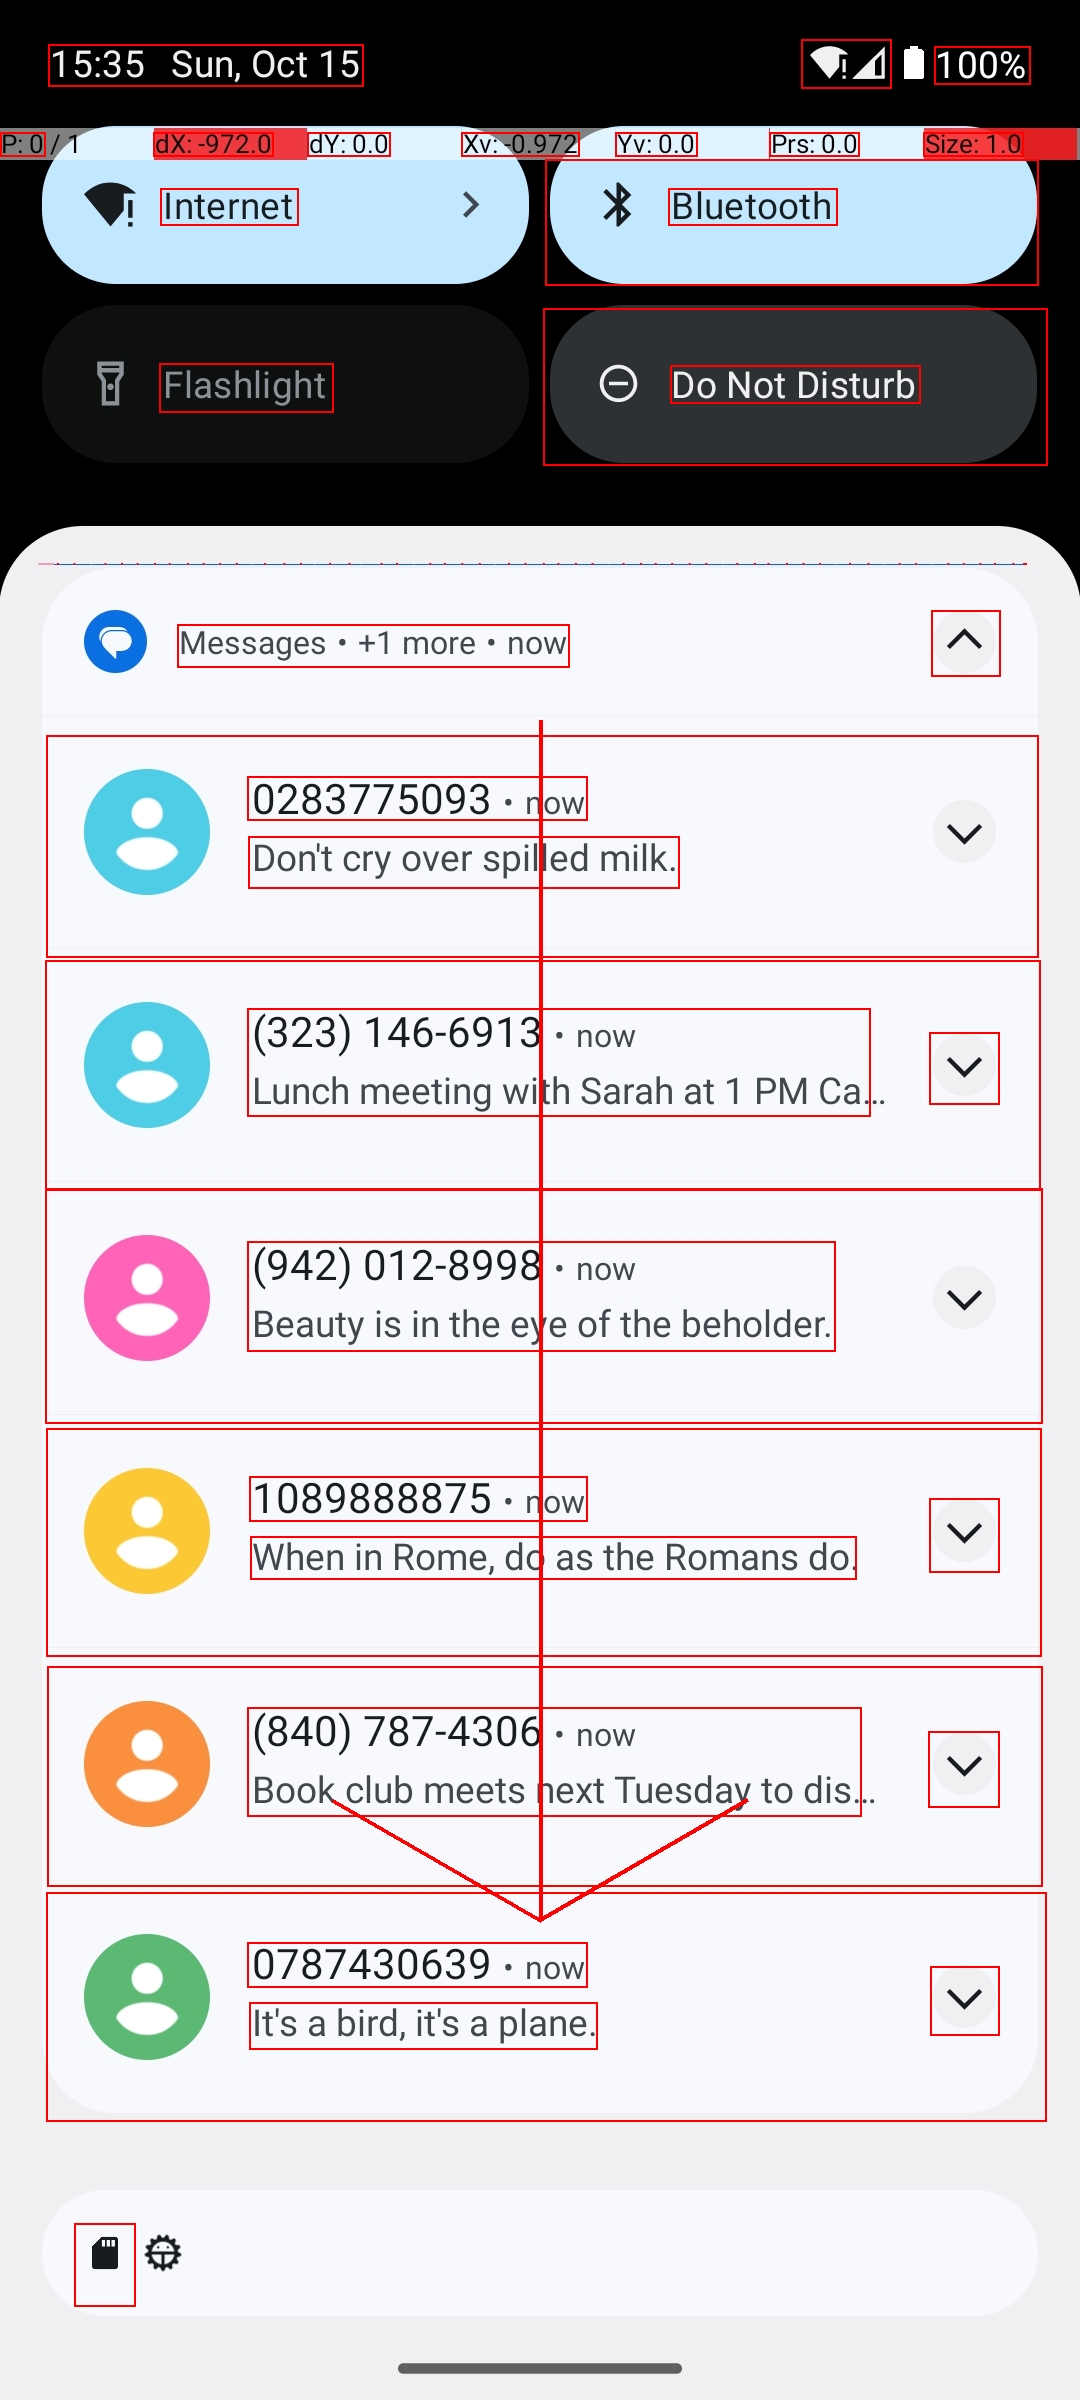 15:35 Sun, Oct 15 100%
P: 0 / 1 dX: -972.0 dY: 0.0 Xv: -0.972 Yv: 0.0 Prs: 0.0 Size: 1.0
Internet Bluetooth
Flashlight Do Not Disturb
Messages • +1 more • now
0283775093 • now
Don't cry over spilled milk.
(323) 146-6913 • now
Lunch meeting with Sarah at 1 PM Ca…
(942) 012-8998 • now
Beauty is in the eye of the beholder.
1089888875 • now
When in Rome, do as the Romans do.
(840) 787-4306 • now
Book club meets next Tuesday to dis…
0787430639 • now
It's a bird, it's a plane.